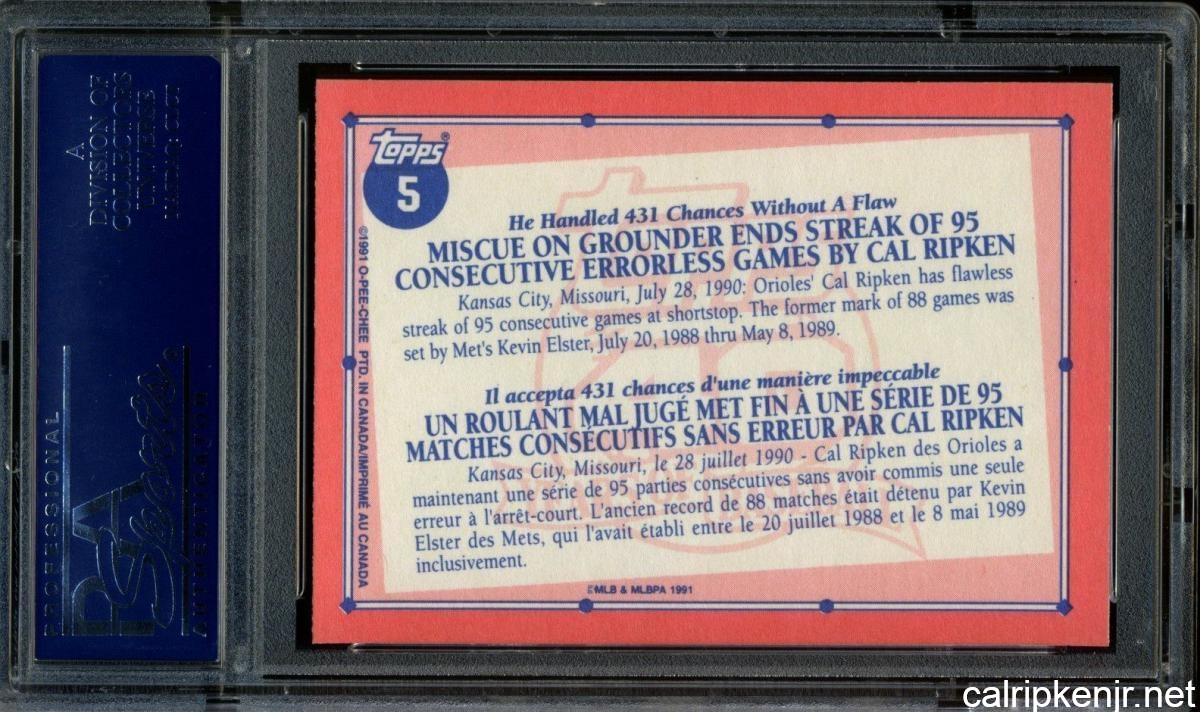 A
DIVISION OF
COLLECTORS
UNIVERSE
NASDAQ: CLCT
PROFESSIONAL
PSA
Sports®
AUTHENTICATOR
TOPPS®
5
©1991 O-PEE-CHEE PTD. IN CANADA/IMPRIMÉ AU CANADA
He Handled 431 Chances Without A Flaw
MISCUE ON GROUNDER ENDS STREAK OF 95
CONSECUTIVE ERRORLESS GAMES BY CAL RIPKEN
Kansas City, Missouri, July 28, 1990: Orioles' Cal Ripken has flawless
streak of 95 consecutive games at shortstop. The former mark of 88 games was
set by Met's Kevin Elster, July 20, 1988 thru May 8, 1989.
Il accepta 431 chances d'une manière impeccable
UN ROULANT MAL JUGÉ MET FIN À UNE SÉRIE DE 95
MATCHES CONSÉCUTIFS SANS ERREUR PAR CAL RIPKEN
Kansas City, Missouri, le 28 juillet 1990 - Cal Ripken des Orioles a
maintenant une série de 95 parties consécutives sans avoir commis une seule
erreur à l'arrêt-court. L'ancien record de 88 matches était détenu par Kevin
Elster des Mets, qui l'avait établi entre le 20 juillet 1988 et le 8 mai 1989
inclusivement.
©MLB & MLBPA 1991
calripkenjr.net